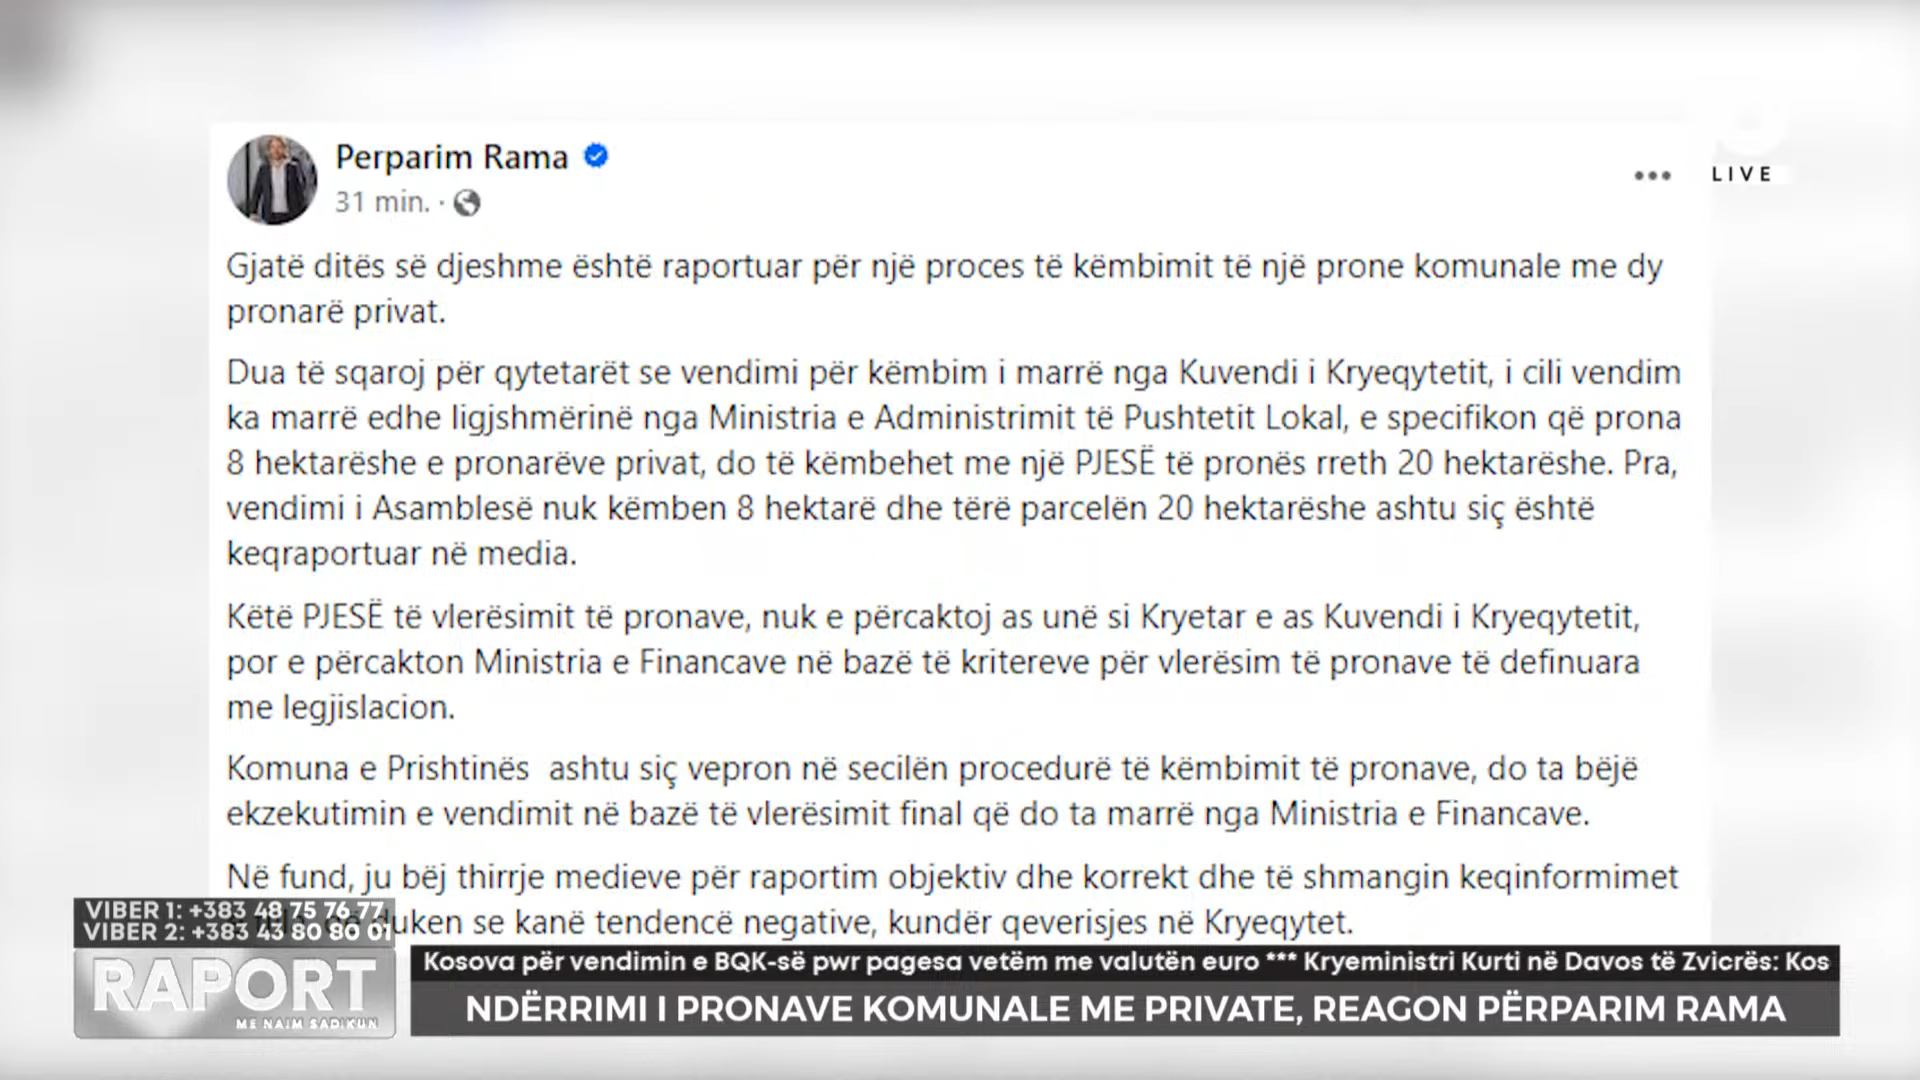 Perparim Rama
31 min. ·
LIVE
Gjatë ditës së djeshme është raportuar për një proces të këmbimit të një prone komunale me dy
pronarë privat.
Dua të sqaroj për qytetarët se vendimi për këmbim i marrë nga Kuvendi i Kryeqytetit, i cili vendim
ka marrë edhe ligjshmërinë nga Ministria e Administrimit të Pushtetit Lokal, e specifikon që prona
8 hektarëshe e pronarëve privat, do të këmbehet me një PJESË të pronës rreth 20 hektarëshe. Pra,
vendimi i Asamblesë nuk këmben 8 hektarë dhe tërë parcelën 20 hektarëshe ashtu siç është
keqraportuar në media.
Këtë PJESË të vlerësimit të pronave, nuk e përcaktoj as unë si Kryetar e as Kuvendi i Kryeqytetit,
por e përcakton Ministria e Financave në bazë të kritereve për vlerësim të pronave të definuara
me legjislacion.
Komuna e Prishtinës ashtu siç vepron në secilën procedurë të këmbimit të pronave, do ta bëjë
ekzekutimin e vendimit në bazë të vlerësimit final që do ta marrë nga Ministria e Financave.
Në fund, ju bëj thirrje medieve për raportim objektiv dhe korrekt dhe të shmangin keqinformimet
duken se kanë tendencë negative, kundër qeverisjes në Kryeqytet.
VIBER 1: +383 48 75 76 77
VIBER 2: +383 43 80 80 01
RAPORT
ME NAIM SADIKUN
Kosova për vendimin e BQK-së pwr pagesa vetëm me valutën euro *** Kryeministri Kurti në Davos të Zvicrës: Kos
NDËRRIMI I PRONAVE KOMUNALE ME PRIVATE, REAGON PËRPARIM RAMA